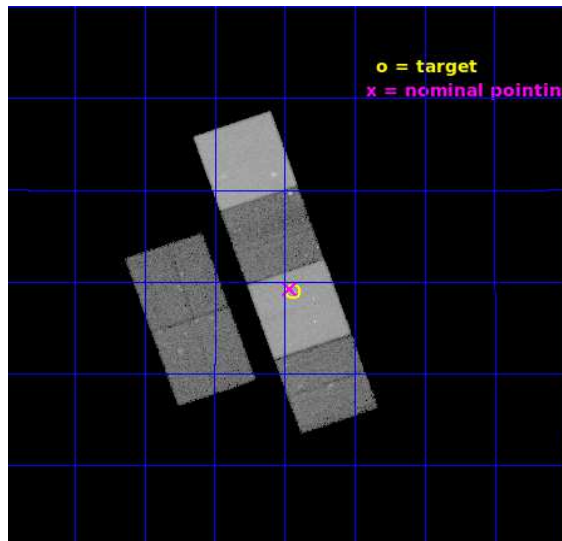 o = target
x = nominal pointin